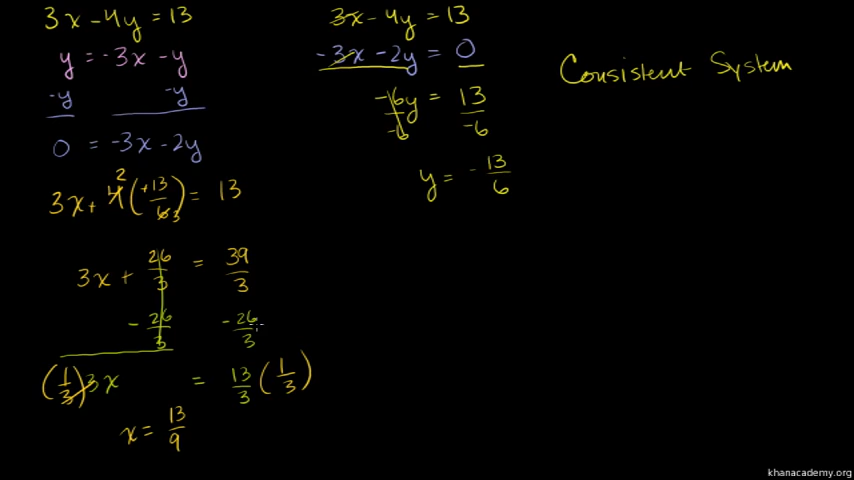 3x - 4y = 13
y = -3x - y
-y -y
0 = -3x - 2y
3x + 4 2 (+13/6 3) = 13
3x + 26/3 = 39/3
- 26/3 -26/3
(1/3) 3x = 13/3 (1/3)
x = 13/9
3x - 4y = 13
-3x - 2y = 0
-6y/-6 = 13/-6
y = -13/6
Consistent System
khanacademy.org